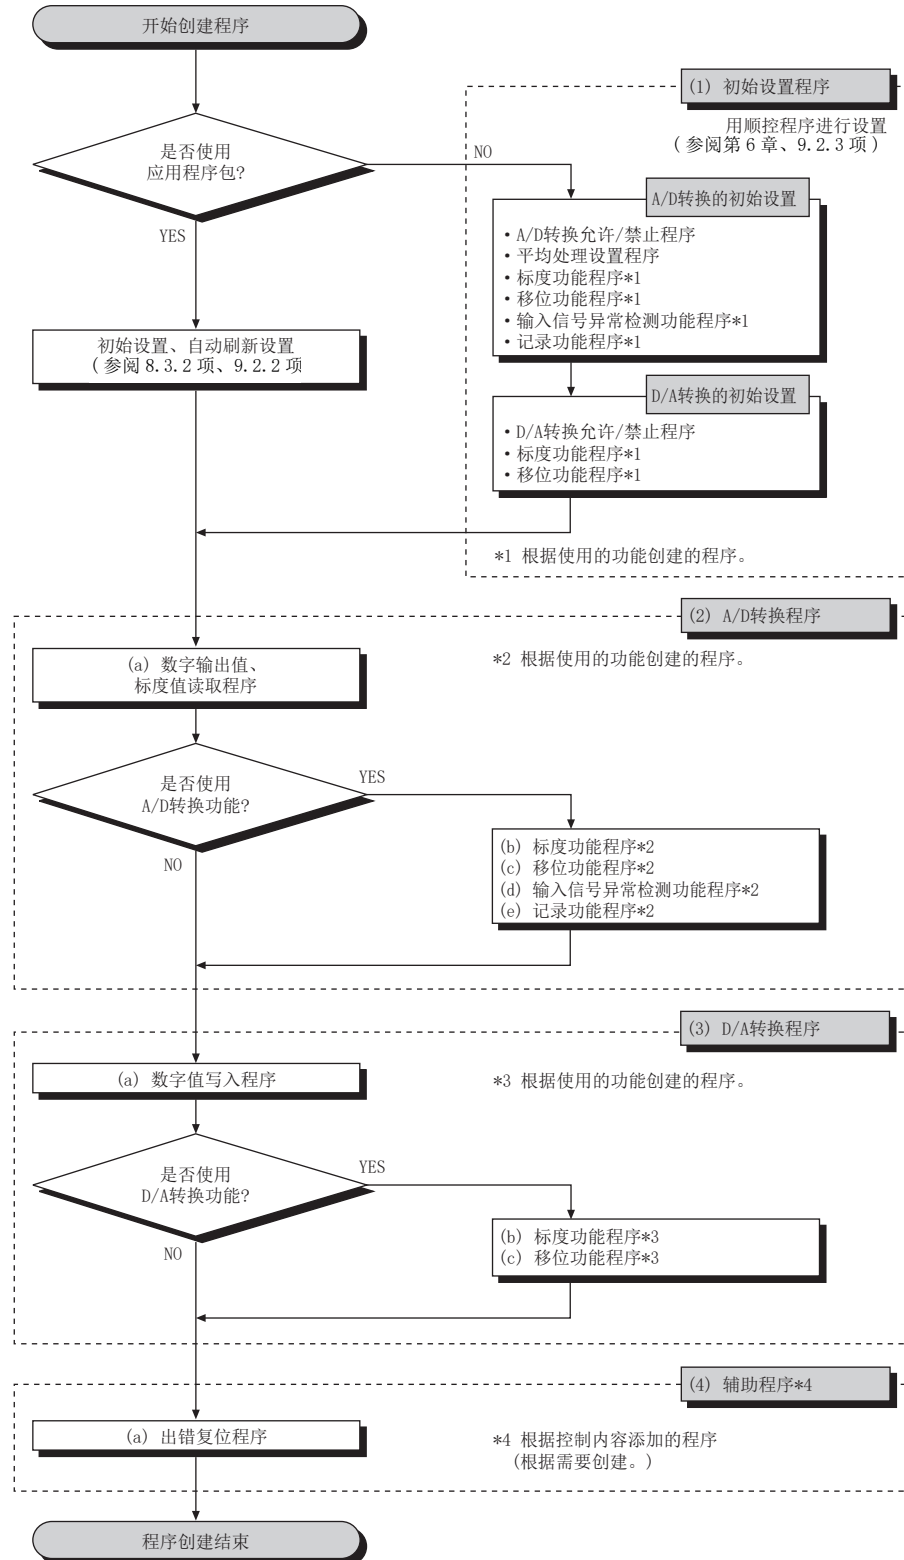 开始创建程序
(1) 初始设置程序
用顺控程序进行设置
(参阅第6章、9.2.3项)
是否使用
应用程序包?
NO
YES
A/D转换的初始设置
・A/D转换允许/禁止程序
・平均处理设置程序
・标度功能程序*1
・移位功能程序*1
・输入信号异常检测功能程序*1
・记录功能程序*1
初始设置、自动刷新设置
(参阅8.3.2项、9.2.2项
D/A转换的初始设置
・D/A转换允许/禁止程序
・标度功能程序*1
・移位功能程序*1
*1 根据使用的功能创建的程序。
(2) A/D转换程序
(a) 数字输出值、
标度值读取程序
*2 根据使用的功能创建的程序。
是否使用
A/D转换功能?
YES
NO
(b) 标度功能程序*2
(c) 移位功能程序*2
(d) 输入信号异常检测功能程序*2
(e) 记录功能程序*2
(3) D/A转换程序
(a) 数字值写入程序
*3 根据使用的功能创建的程序。
是否使用
D/A转换功能?
YES
NO
(b) 标度功能程序*3
(c) 移位功能程序*3
(4) 辅助程序*4
(a) 出错复位程序
*4 根据控制内容添加的程序
(根据需要创建。)
程序创建结束